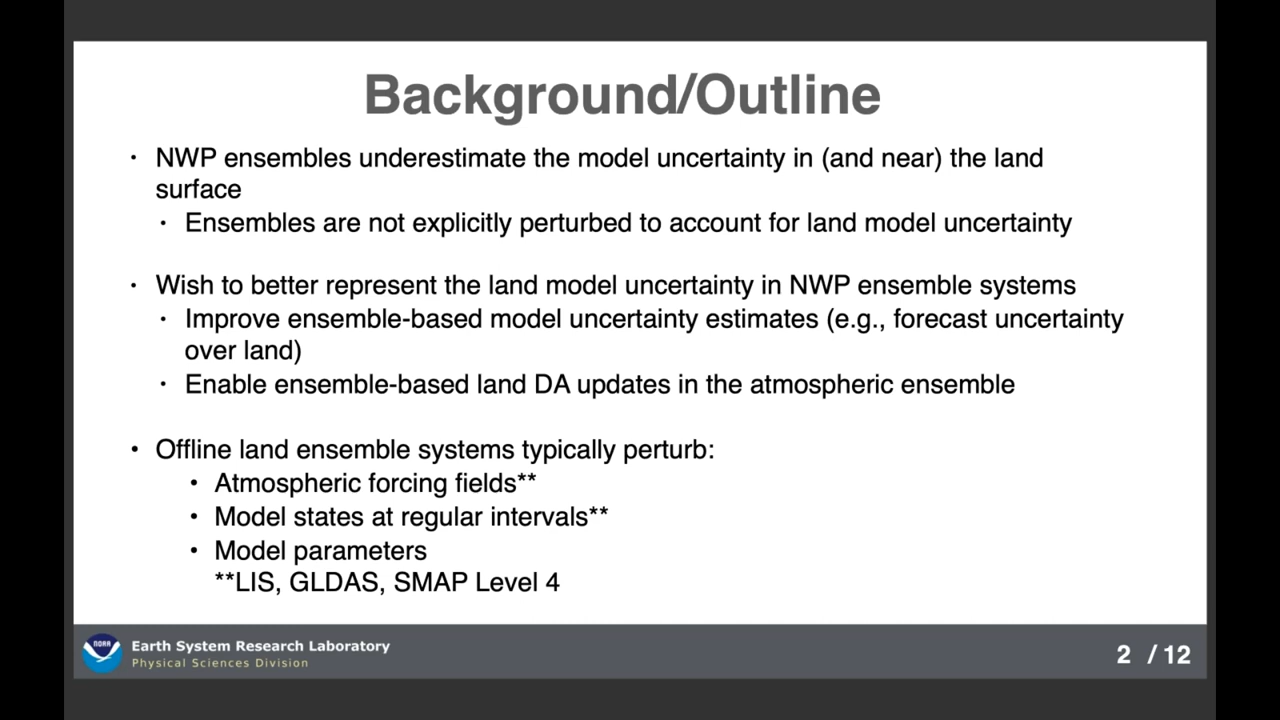 Background/Outline
• NWP ensembles underestimate the model uncertainty in (and near) the land
surface
• Ensembles are not explicitly perturbed to account for land model uncertainty
• Wish to better represent the land model uncertainty in NWP ensemble systems
• Improve ensemble-based model uncertainty estimates (e.g., forecast uncertainty
over land)
• Enable ensemble-based land DA updates in the atmospheric ensemble
• Offline land ensemble systems typically perturb:
• Atmospheric forcing fields**
• Model states at regular intervals**
• Model parameters
**LIS, GLDAS, SMAP Level 4
NOAA
Earth System Research Laboratory
Physical Sciences Division
2 / 12